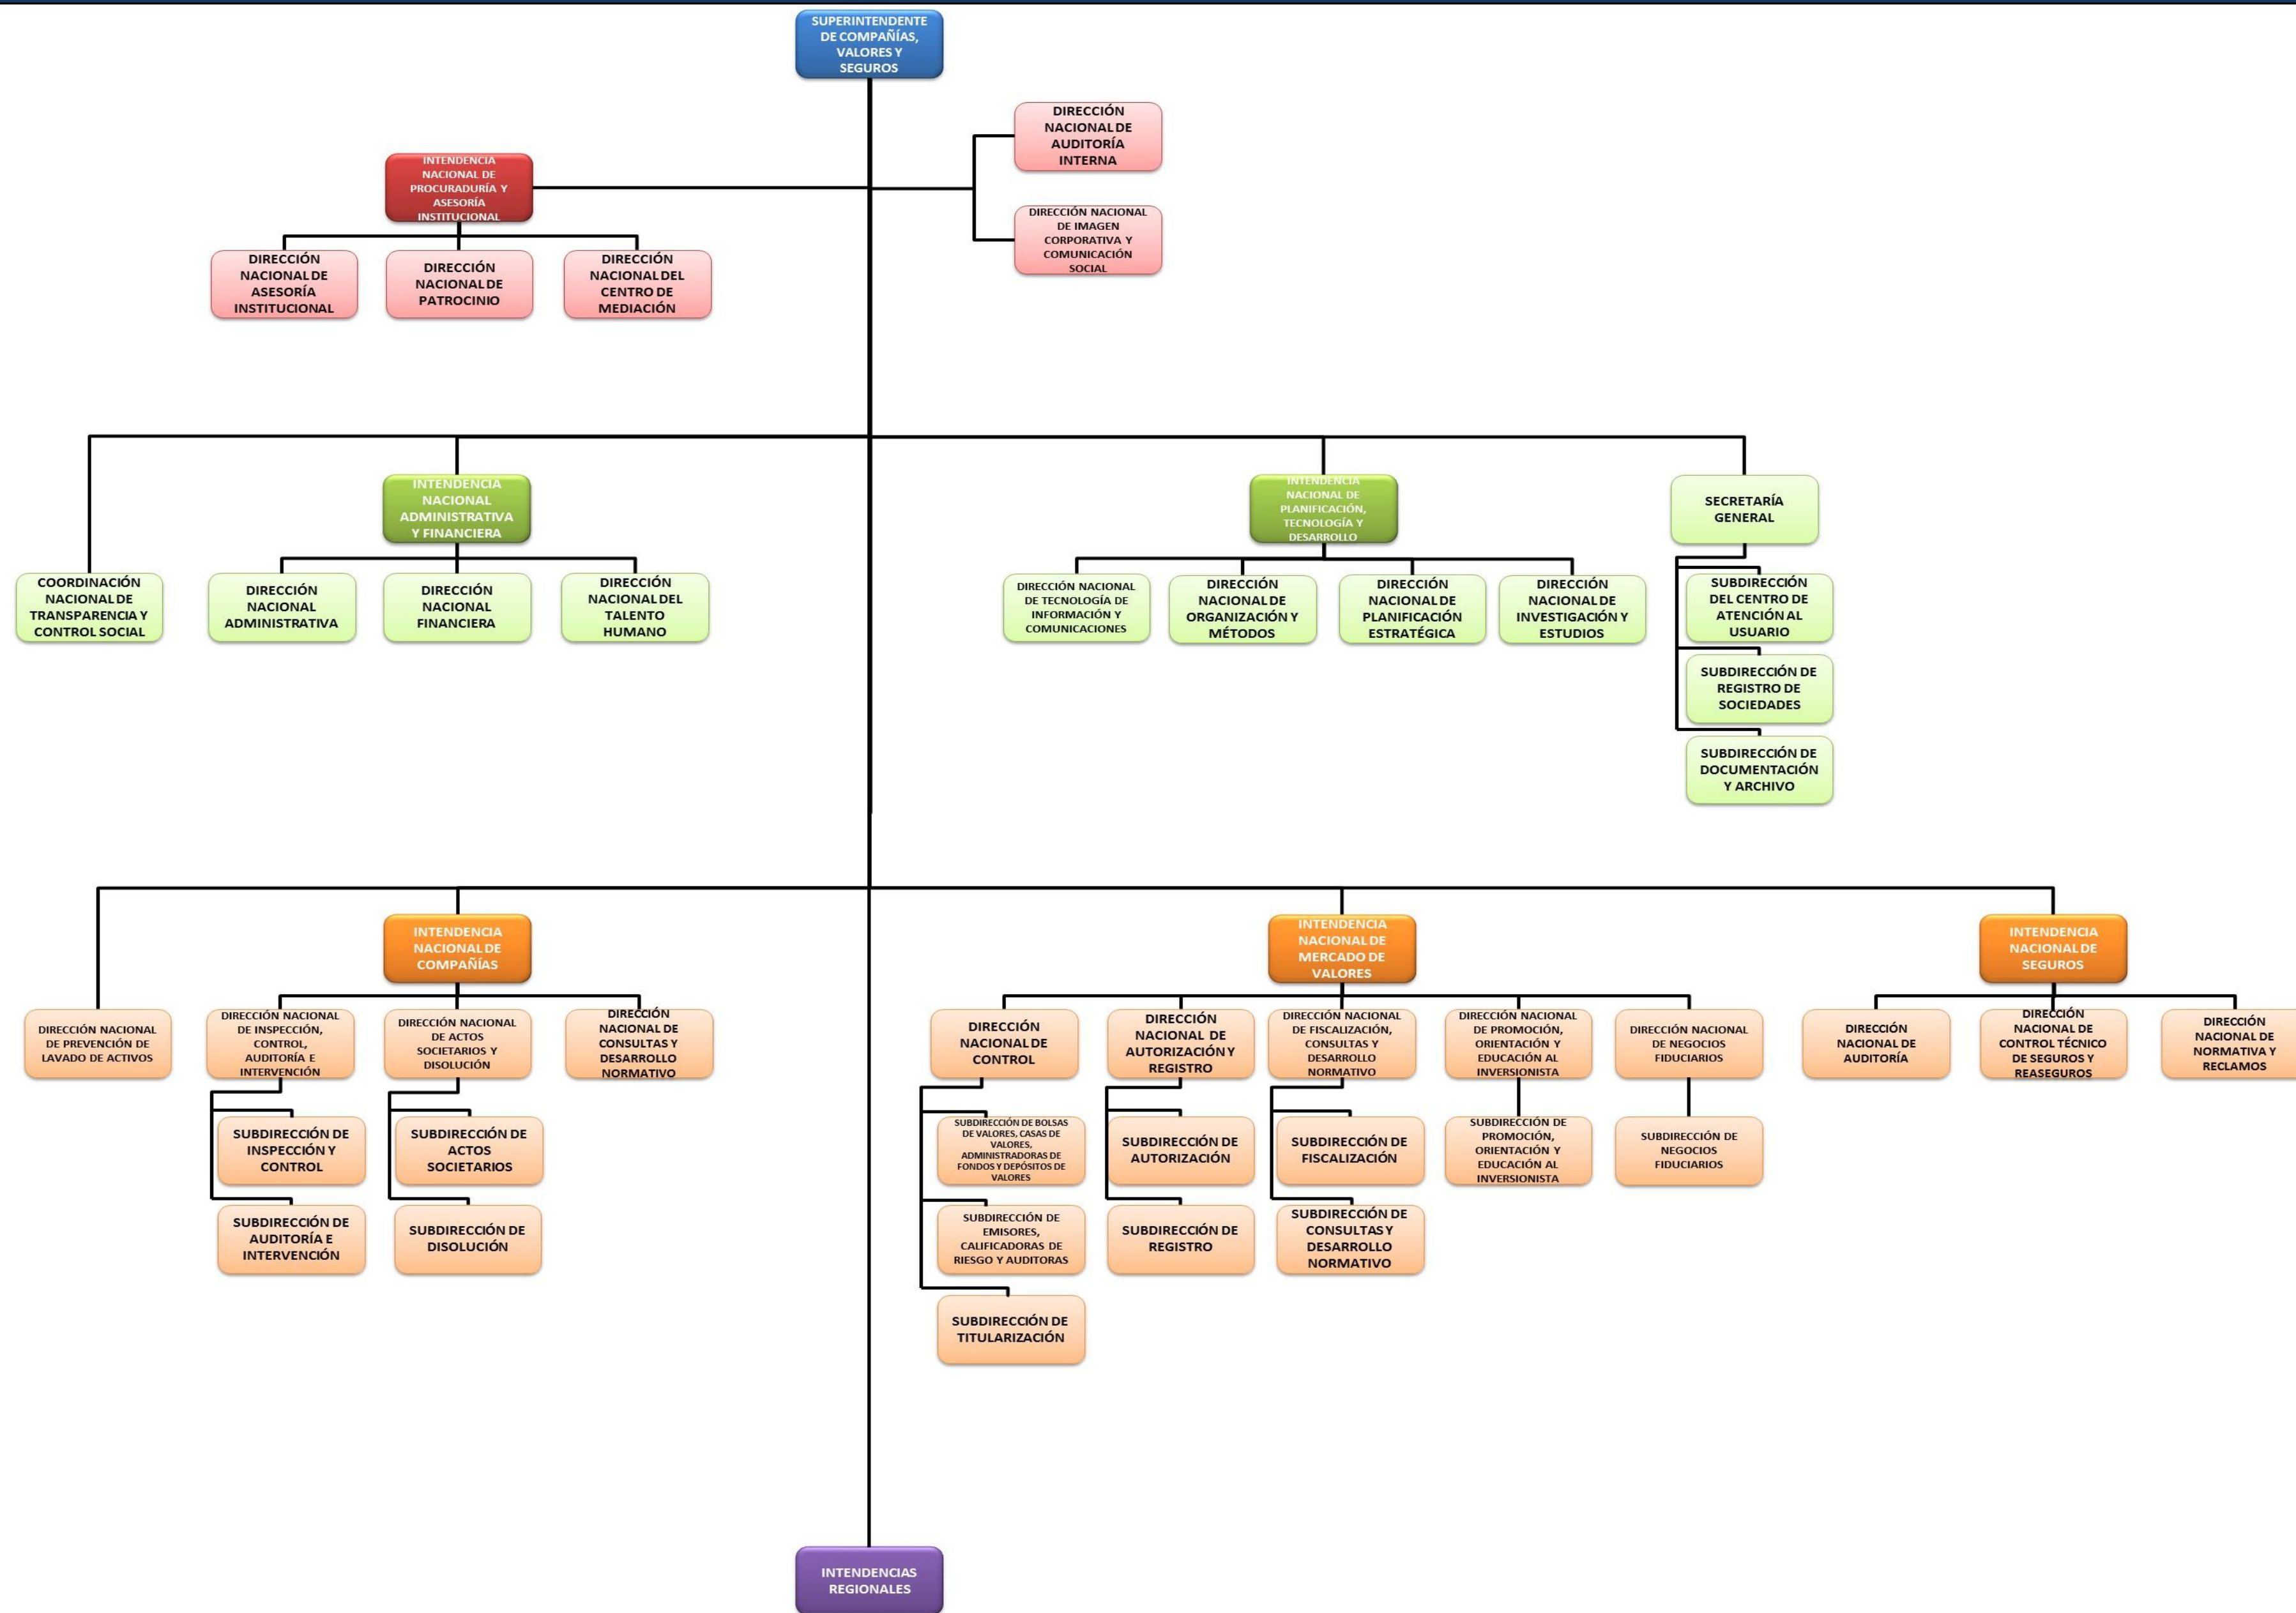 SUPERINTENDENTE
DE COMPAÑÍAS,
VALORES Y
SEGUROS
DIRECCIÓN
NACIONAL DE
AUDITORÍA
INTERNA
INTENDENCIA
NACIONAL DE
PROCURADURÍA Y
ASESORÍA
INSTITUCIONAL
DIRECCIÓN NACIONAL
DE IMAGEN
CORPORATIVA Y
COMUNICACIÓN
SOCIAL
DIRECCIÓN
NACIONAL DE
ASESORÍA
INSTITUCIONAL
DIRECCIÓN
NACIONAL DE
PATROCINIO
DIRECCIÓN
NACIONAL DEL
CENTRO DE
MEDIACIÓN
INTENDENCIA
NACIONAL
ADMINISTRATIVA
Y FINANCIERA
INTENDENCIA
NACIONAL DE
PLANIFICACIÓN,
TECNOLOGÍA Y
DESARROLLO
SECRETARÍA
GENERAL
COORDINACIÓN
NACIONAL DE
TRANSPARENCIA Y
CONTROL SOCIAL
DIRECCIÓN
NACIONAL
ADMINISTRATIVA
DIRECCIÓN
NACIONAL
FINANCIERA
DIRECCIÓN
NACIONAL DEL
TALENTO
HUMANO
DIRECCIÓN NACIONAL
DE TECNOLOGÍA DE
INFORMACIÓN Y
COMUNICACIONES
DIRECCIÓN
NACIONAL DE
ORGANIZACIÓN Y
MÉTODOS
DIRECCIÓN
NACIONAL DE
PLANIFICACIÓN
ESTRATÉGICA
DIRECCIÓN
NACIONAL DE
INVESTIGACIÓN Y
ESTUDIOS
SUBDIRECCIÓN
DEL CENTRO DE
ATENCIÓN AL
USUARIO
SUBDIRECCIÓN DE
REGISTRO DE
SOCIEDADES
SUBDIRECCIÓN DE
DOCUMENTACIÓN
Y ARCHIVO
INTENDENCIA
NACIONAL DE
COMPAÑÍAS
INTENDENCIA
NACIONAL DE
MERCADO DE
VALORES
INTENDENCIA
NACIONAL DE
SEGUROS
DIRECCIÓN NACIONAL
DE PREVENCIÓN DE
LAVADO DE ACTIVOS
DIRECCIÓN NACIONAL
DE INSPECCIÓN,
CONTROL,
AUDITORÍA E
INTERVENCIÓN
DIRECCIÓN NACIONAL
DE ACTOS
SOCIETARIOS Y
DISOLUCIÓN
DIRECCIÓN
NACIONAL DE
CONSULTAS Y
DESARROLLO
NORMATIVO
DIRECCIÓN
NACIONAL DE
CONTROL
DIRECCIÓN
NACIONAL DE
AUTORIZACIÓN Y
REGISTRO
DIRECCIÓN NACIONAL
DE FISCALIZACIÓN,
CONSULTAS Y
DESARROLLO
NORMATIVO
DIRECCIÓN NACIONAL
DE PROMOCIÓN,
ORIENTACIÓN Y
EDUCACIÓN AL
INVERSIONISTA
DIRECCIÓN NACIONAL
DE NEGOCIOS
FIDUCIARIOS
DIRECCIÓN
NACIONAL DE
AUDITORÍA
DIRECCIÓN
NACIONAL DE
CONTROL TÉCNICO
DE SEGUROS Y
REASEGUROS
DIRECCIÓN
NACIONAL DE
NORMATIVA Y
RECLAMOS
SUBDIRECCIÓN DE
INSPECCIÓN Y
CONTROL
SUBDIRECCIÓN DE
ACTOS
SOCIETARIOS
SUBDIRECCIÓN DE BOLSAS
DE VALORES, CASAS DE
VALORES,
ADMINISTRADORAS DE
FONDOS Y DEPÓSITOS DE
VALORES
SUBDIRECCIÓN DE
AUTORIZACIÓN
SUBDIRECCIÓN DE
FISCALIZACIÓN
SUBDIRECCIÓN DE
PROMOCIÓN,
ORIENTACIÓN Y
EDUCACIÓN AL
INVERSIONISTA
SUBDIRECCIÓN DE
NEGOCIOS
FIDUCIARIOS
SUBDIRECCIÓN DE
AUDITORÍA E
INTERVENCIÓN
SUBDIRECCIÓN DE
DISOLUCIÓN
SUBDIRECCIÓN DE
EMISORES,
CALIFICADORAS DE
RIESGO Y AUDITORAS
SUBDIRECCIÓN DE
REGISTRO
SUBDIRECCIÓN DE
CONSULTAS Y
DESARROLLO
NORMATIVO
SUBDIRECCIÓN DE
TITULARIZACIÓN
INTENDENCIAS
REGIONALES